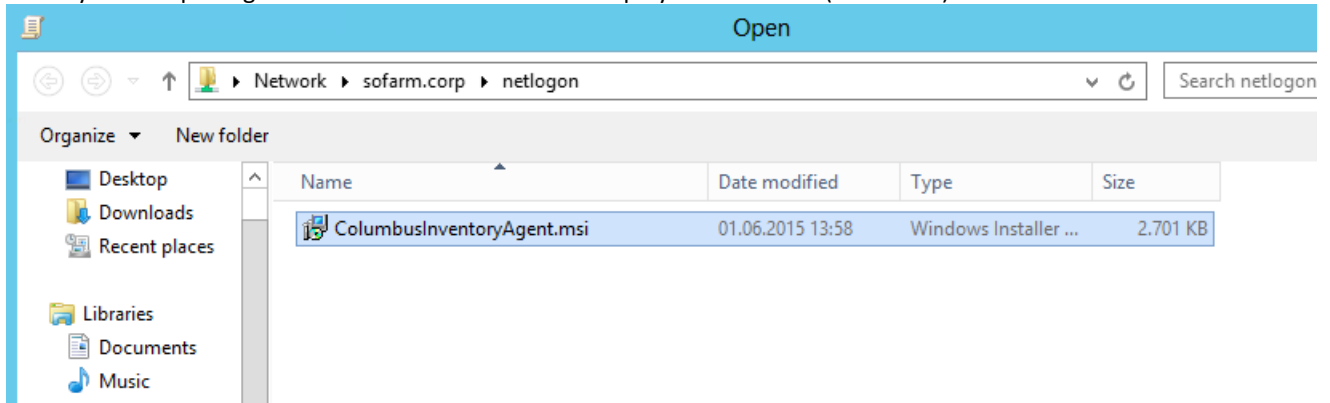 Open
Network ▸ sofarm.corp ▸ netlogon
Search netlogon
Organize ▾ New folder
Desktop
Downloads
Recent places
Libraries
Documents
Music
Name Date modified Type Size
ColumbusInventoryAgent.msi 01.06.2015 13:58 Windows Installer ... 2.701 KB